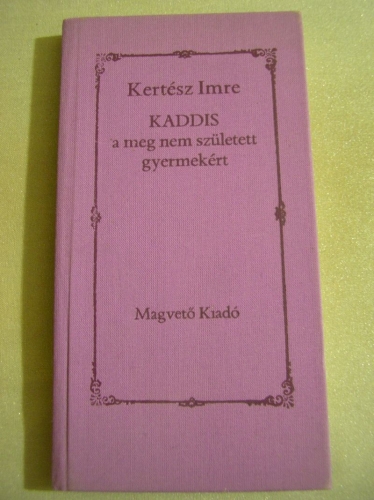 Kertész Imre
KADDIS
a meg nem született
gyermekért
Magvető Kiadó